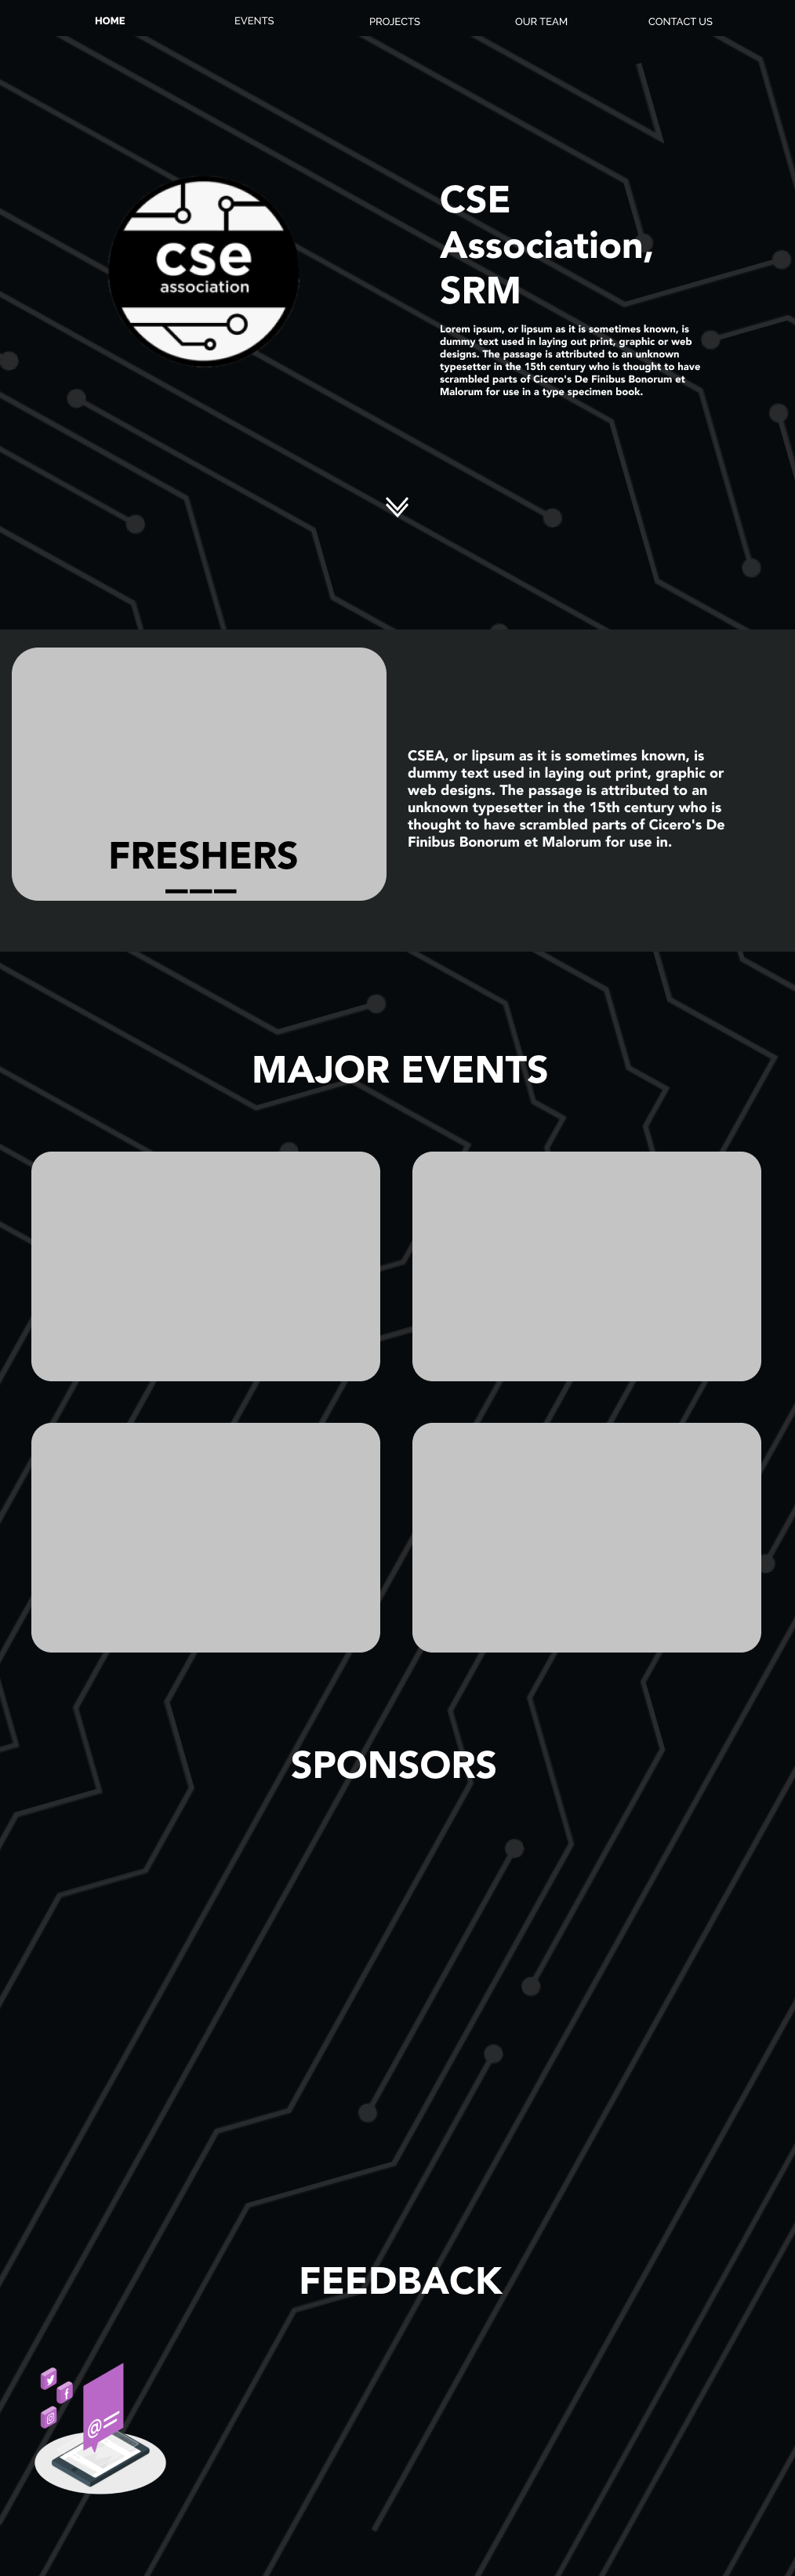 HOME EVENTS PROJECTS OUR TEAM CONTACT US
cse
association
CSE
Association,
SRM
Lorem ipsum, or lipsum as it is sometimes known, is
dummy text used in laying out print, graphic or web
designs. The passage is attributed to an unknown
typesetter in the 15th century who is thought to have
scrambled parts of Cicero's De Finibus Bonorum et
Malorum for use in a type specimen book.
FRESHERS
CSEA, or lipsum as it is sometimes known, is
dummy text used in laying out print, graphic or
web designs. The passage is attributed to an
unknown typesetter in the 15th century who is
thought to have scrambled parts of Cicero's De
Finibus Bonorum et Malorum for use in.
MAJOR EVENTS
SPONSORS
FEEDBACK
@